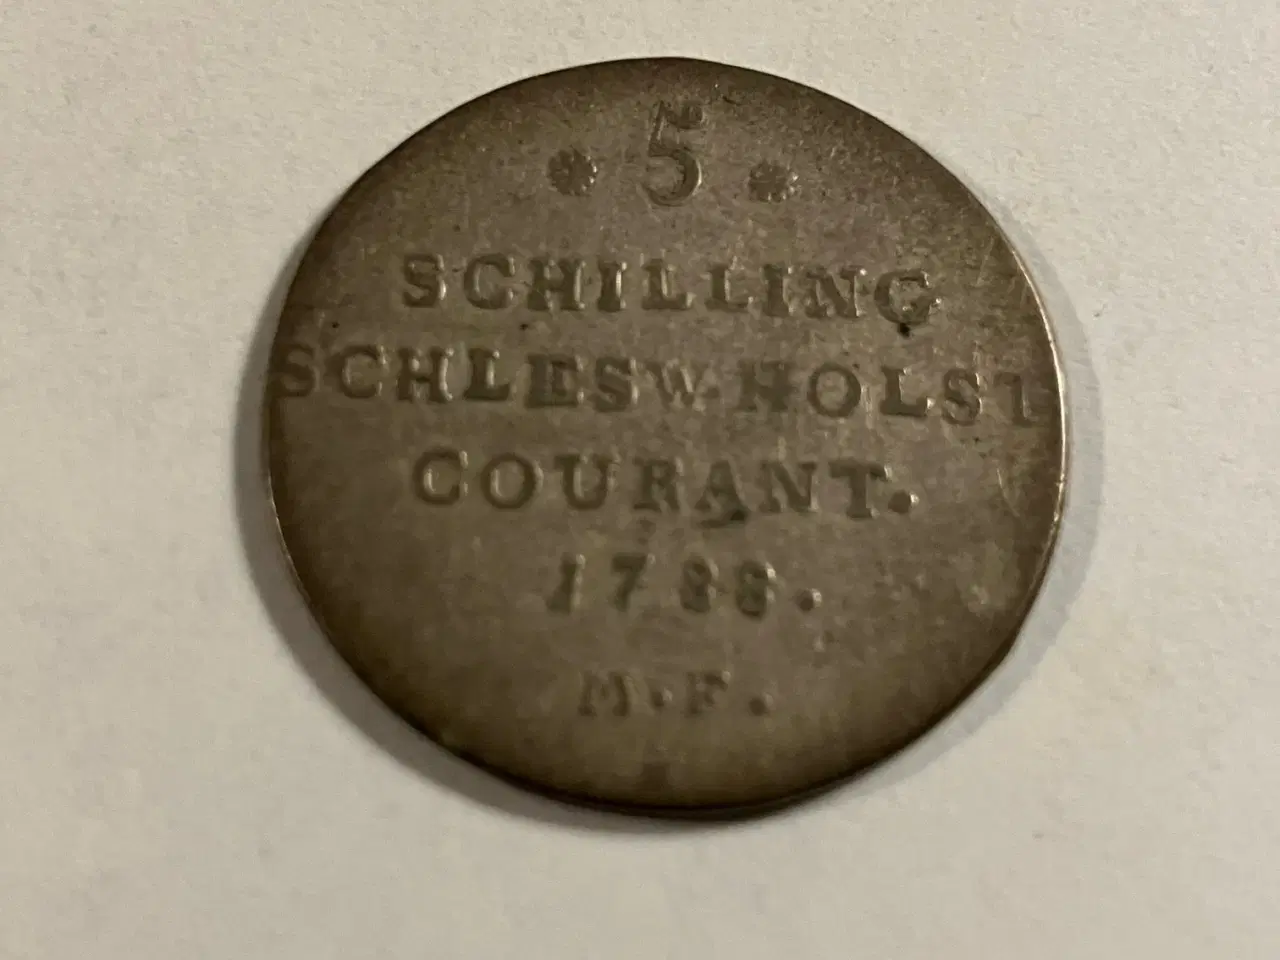 * 5 *
SCHILLING
SCHLESW. HOLST
COURANT.
1788.
M.F.